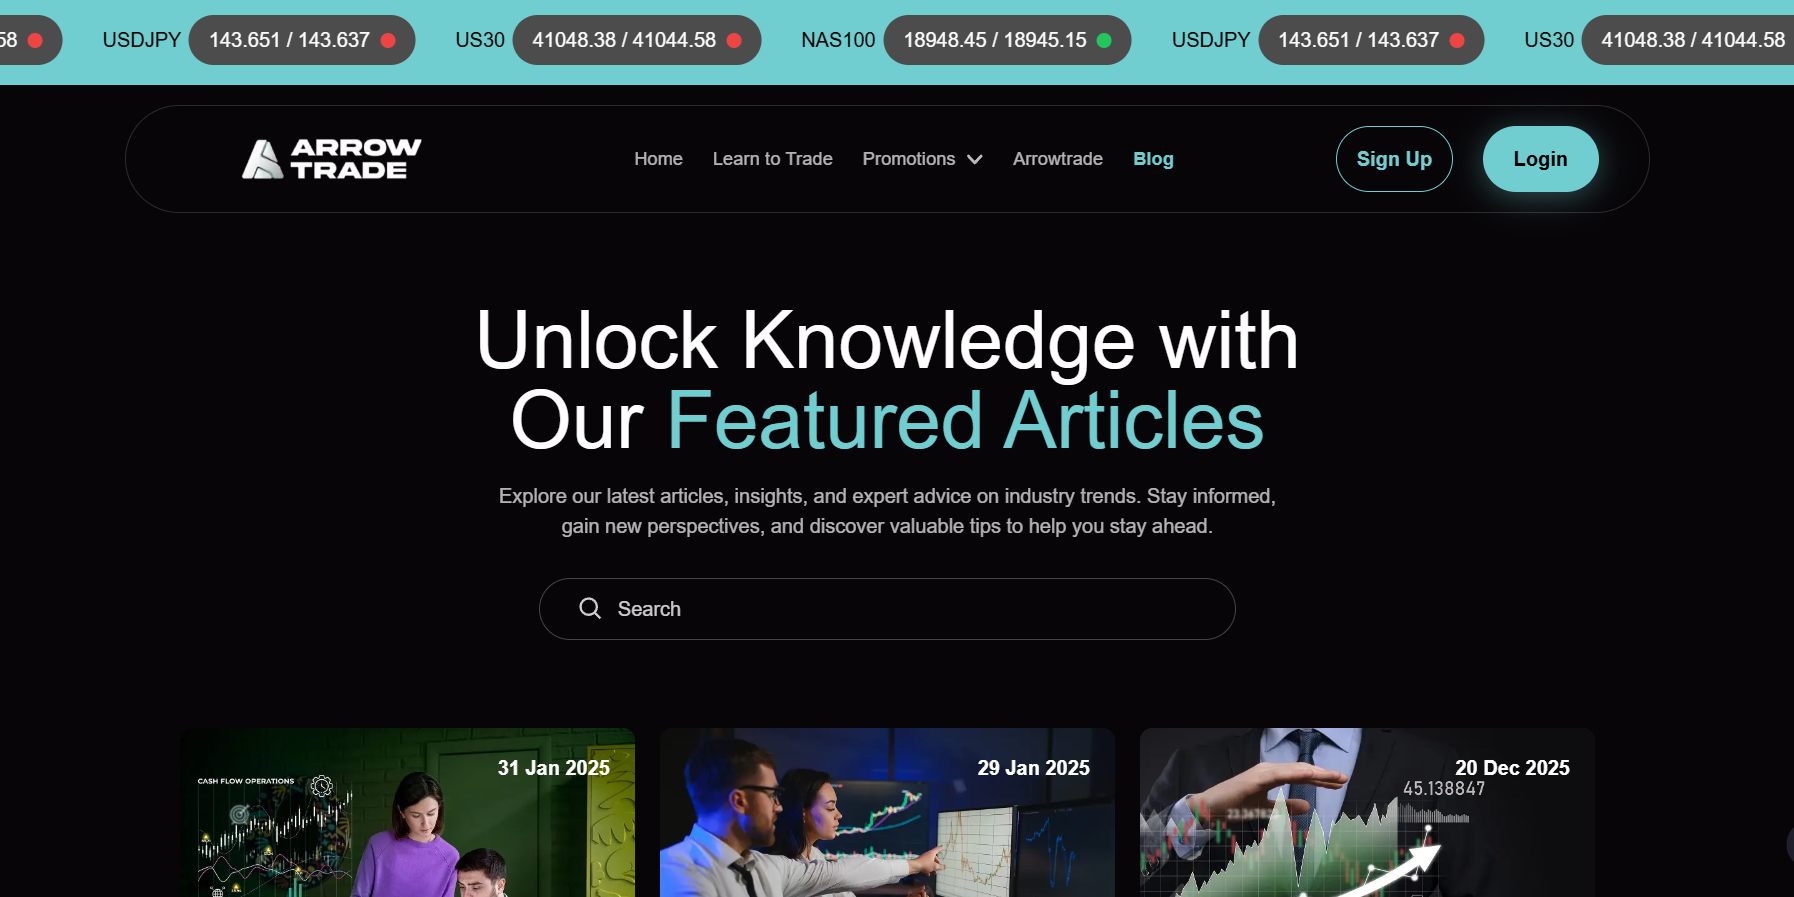 58
USDJPY 143.651 / 143.637 US30 41048.38 / 41044.58 NAS100 18948.45 / 18945.15 USDJPY 143.651 / 143.637 US30 41048.38 / 41044.58
ARROW
TRADE
Home Learn to Trade Promotions Arrowtrade Blog Sign Up Login
Unlock Knowledge with
Our Featured Articles
Explore our latest articles, insights, and expert advice on industry trends. Stay informed,
gain new perspectives, and discover valuable tips to help you stay ahead.
Search
31 Jan 2025
CASH FLOW OPERATIONS
29 Jan 2025
20 Dec 2025
45.138847